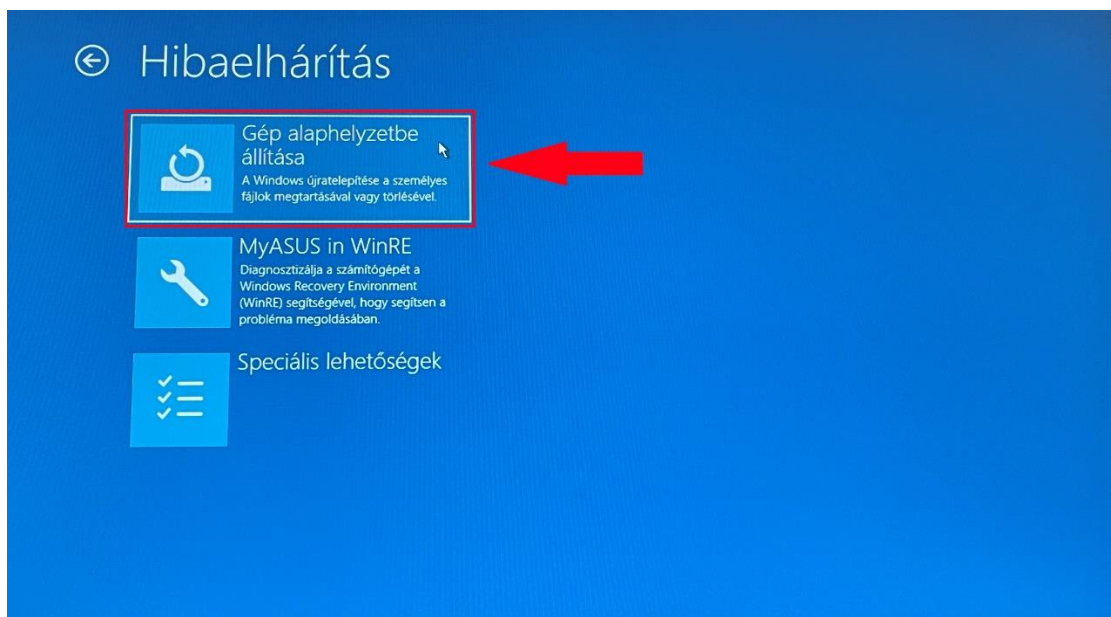 Hibaelhárítás
Gép alaphelyzetbe
állítása
A Windows újratelepítése a személyes
fájlok megtartásával vagy törlésével.
MyASUS in WinRE
Diagnosztizálja a számítógépét a
Windows Recovery Environment
(WinRE) segítségével, hogy segítsen a
probléma megoldásában.
Speciális lehetőségek